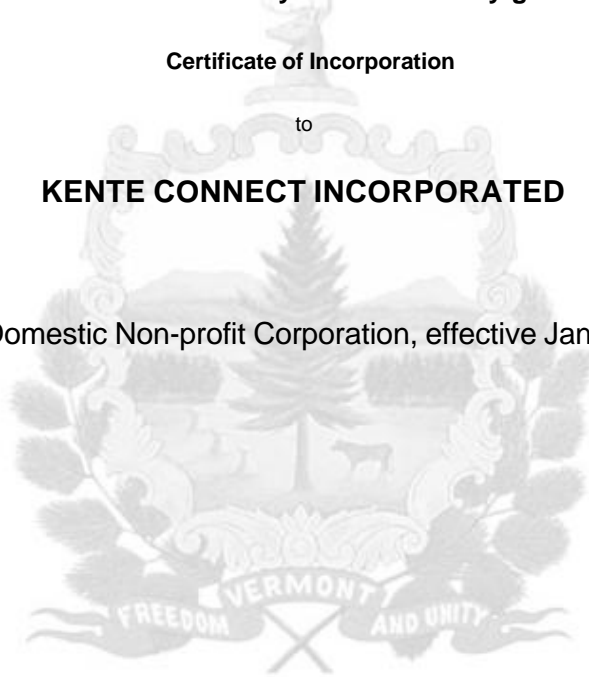 Certificate of Incorporation
to
KENTE CONNECT INCORPORATED
Domestic Non-profit Corporation, effective Jan
VERMONT
FREEDOM AND UNITY